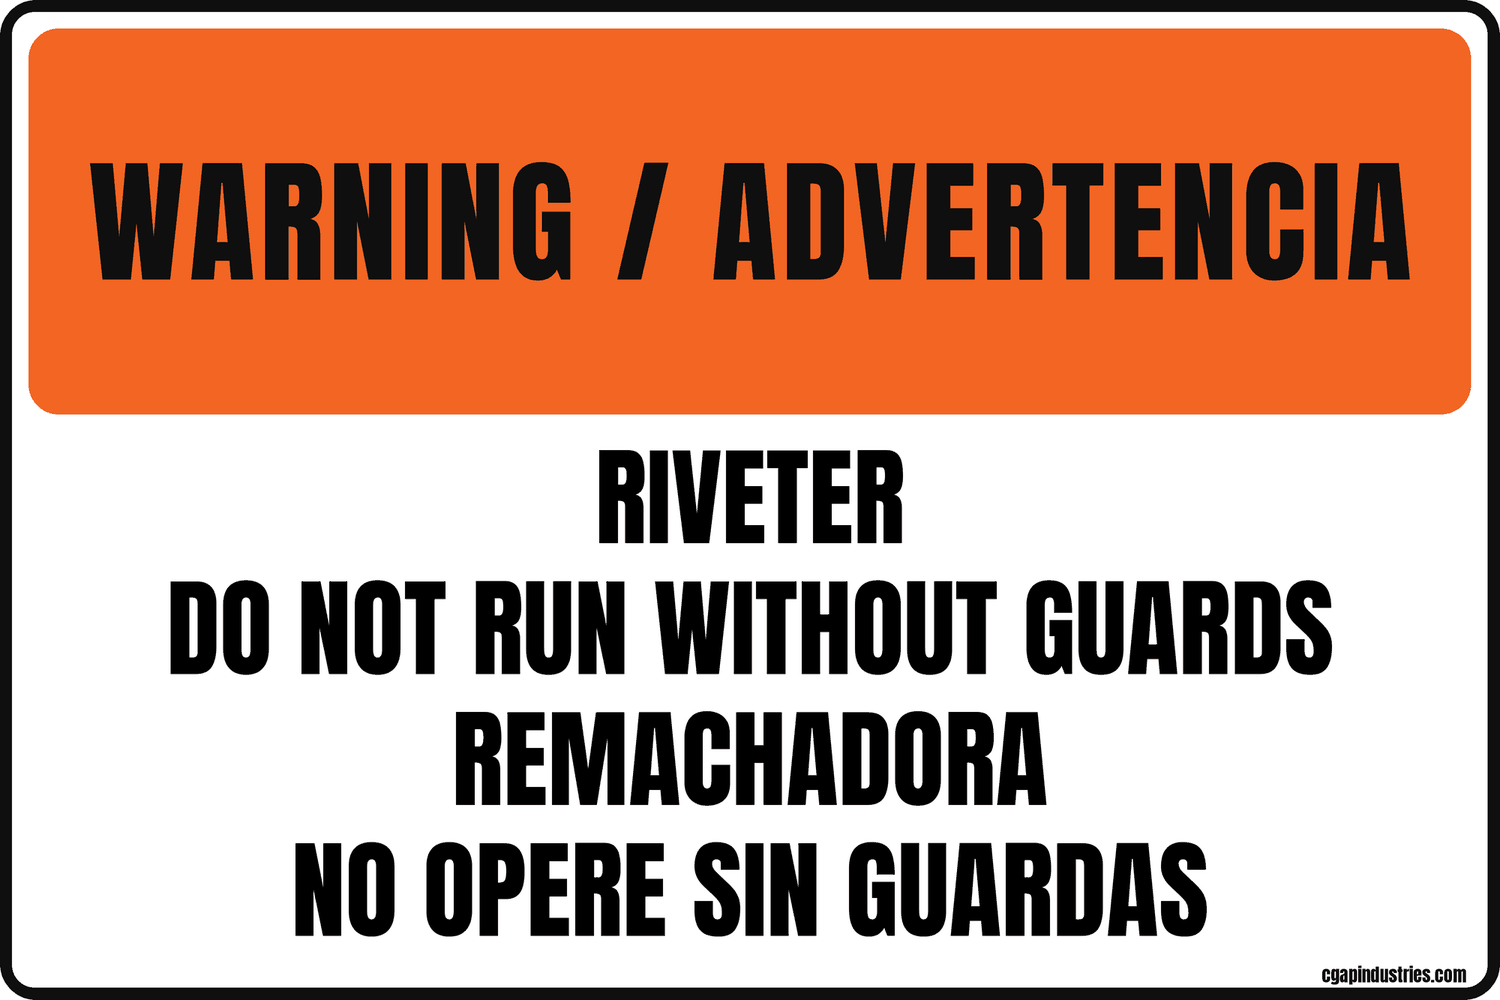 WARNING / ADVERTENCIA
RIVETER
DO NOT RUN WITHOUT GUARDS
REMACHADORA
NO OPERE SIN GUARDAS
cgapindustries.com